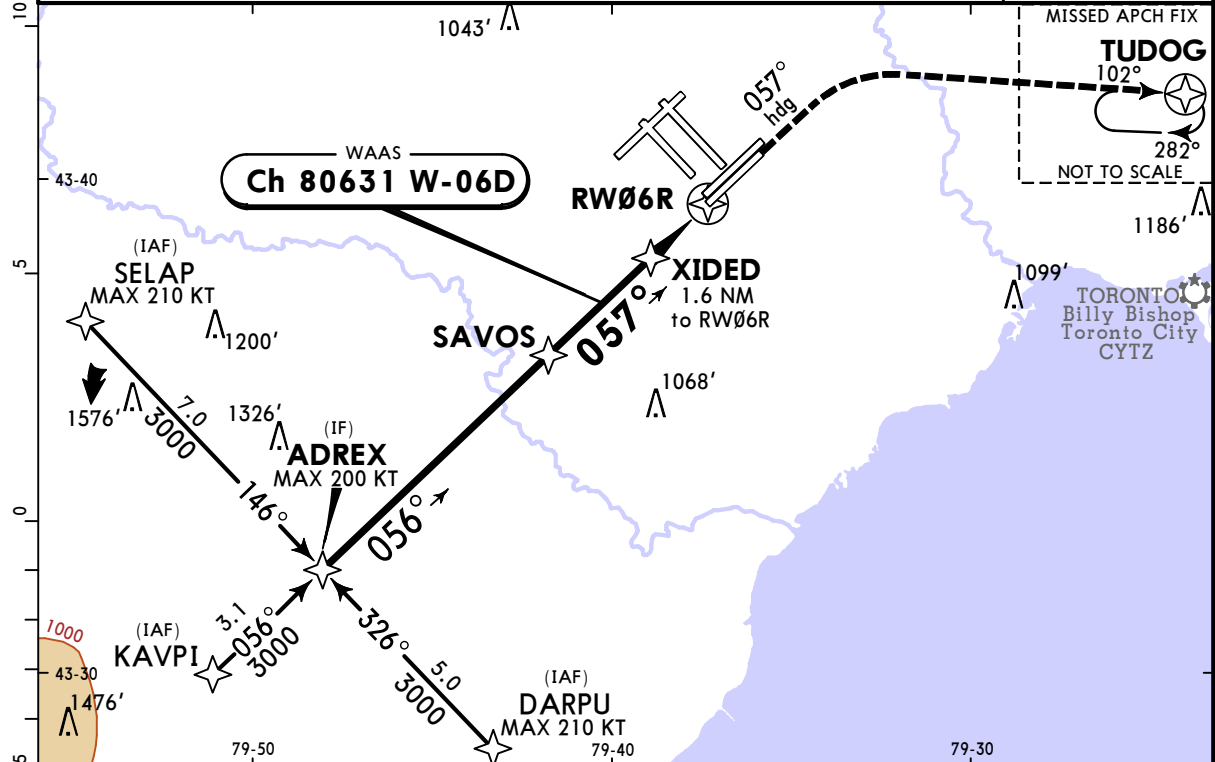 10
1043'
MISSED APCH FIX
TUDOG
102°
282°
NOT TO SCALE
057°
hdg
WAAS
Ch 80631 W-06D
43-40
RWØ6R
1186'
(IAF)
SELAP
MAX 210 KT
5
XIDED
1.6 NM
to RWØ6R
1099'
TORONTO
Billy Bishop
Toronto City
CYTZ
1200'
SAVOS
057°
1068'
1576'
7.0
3000
1326'
(IF)
ADREX
MAX 200 KT
146°
0
056°
3.1
056°
3000
326°
5.0
3000
1000
(IAF)
KAVPI
43-30
1476'
(IAF)
DARPU
MAX 210 KT
79-50
79-40
79-30